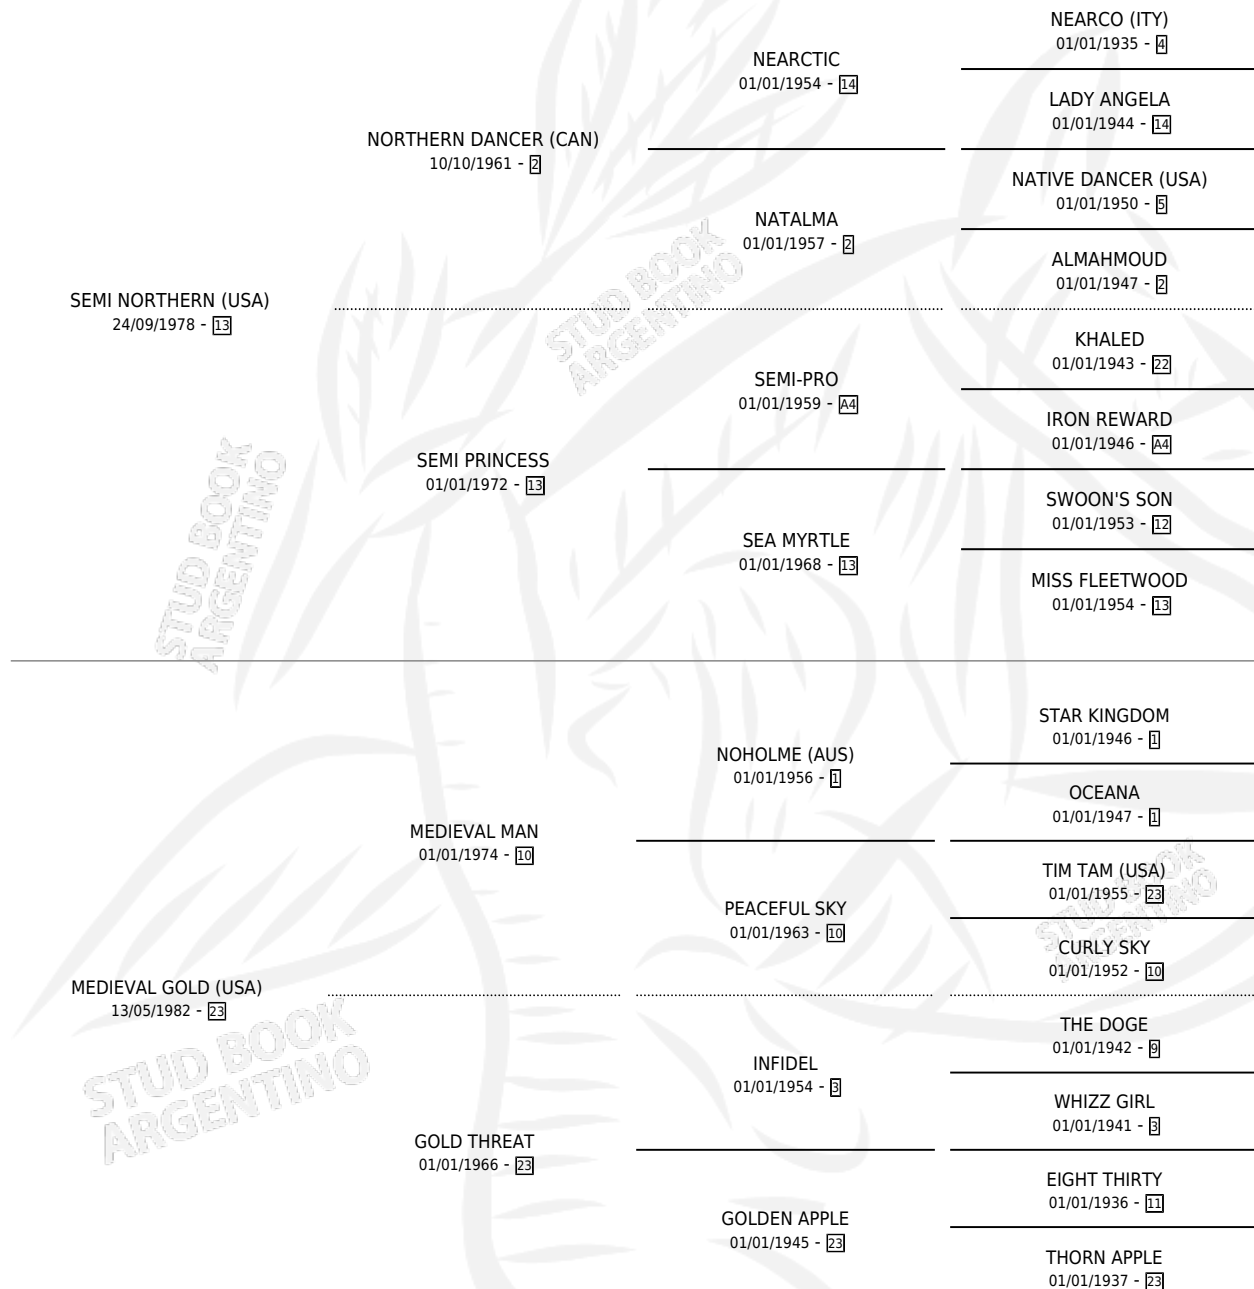 NEARCO (ITY)
01/01/1935 - 4
NEARCTIC
01/01/1954 - 14
LADY ANGELA
01/01/1944 - 14
NORTHERN DANCER (CAN)
10/10/1961 - 2
NATIVE DANCER (USA)
01/01/1950 - 5
NATALMA
01/01/1957 - 2
ALMAHMOUD
01/01/1947 - 2
SEMI NORTHERN (USA)
24/09/1978 - 13
KHALED
01/01/1943 - 22
SEMI-PRO
01/01/1959 - A4
IRON REWARD
01/01/1946 - A4
SEMI PRINCESS
01/01/1972 - 13
SWOON'S SON
01/01/1953 - 12
SEA MYRTLE
01/01/1968 - 13
MISS FLEETWOOD
01/01/1954 - 13
STAR KINGDOM
01/01/1946 - 1
NOHOLME (AUS)
01/01/1956 - 1
OCEANA
01/01/1947 - 1
MEDIEVAL MAN
01/01/1974 - 10
TIM TAM (USA)
01/01/1955 - 23
PEACEFUL SKY
01/01/1963 - 10
CURLY SKY
01/01/1952 - 10
MEDIEVAL GOLD (USA)
13/05/1982 - 23
THE DOGE
01/01/1942 - 9
INFIDEL
01/01/1954 - 3
WHIZZ GIRL
01/01/1941 - 3
GOLD THREAT
01/01/1966 - 23
EIGHT THIRTY
01/01/1936 - 11
GOLDEN APPLE
01/01/1945 - 23
THORN APPLE
01/01/1937 - 23
STUD BOOK
ARGENTINO
STUD BOOK
ARGENTINO
STUD BOOK
ARGENTINO
STUD BOOK
ARGENTINO